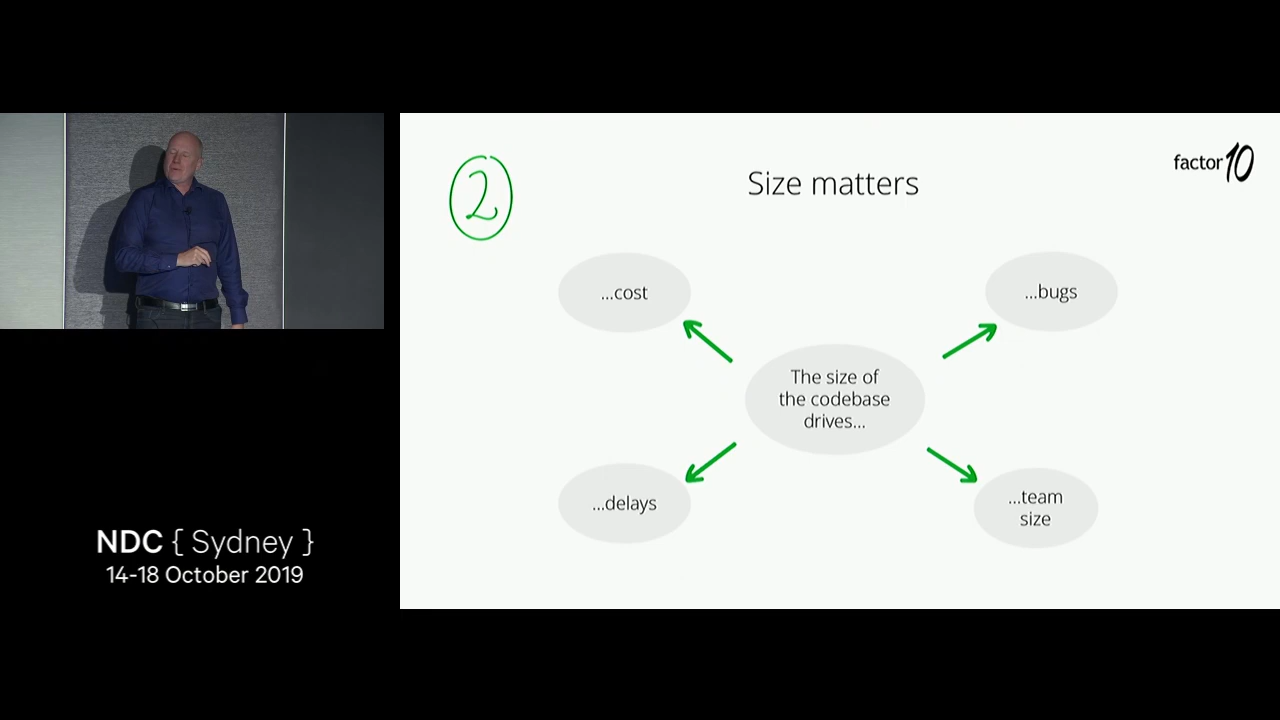 2
Size matters
factor10
...cost
...bugs
The size of
the codebase
drives...
...delays
...team
size
NDC { Sydney }
14-18 October 2019